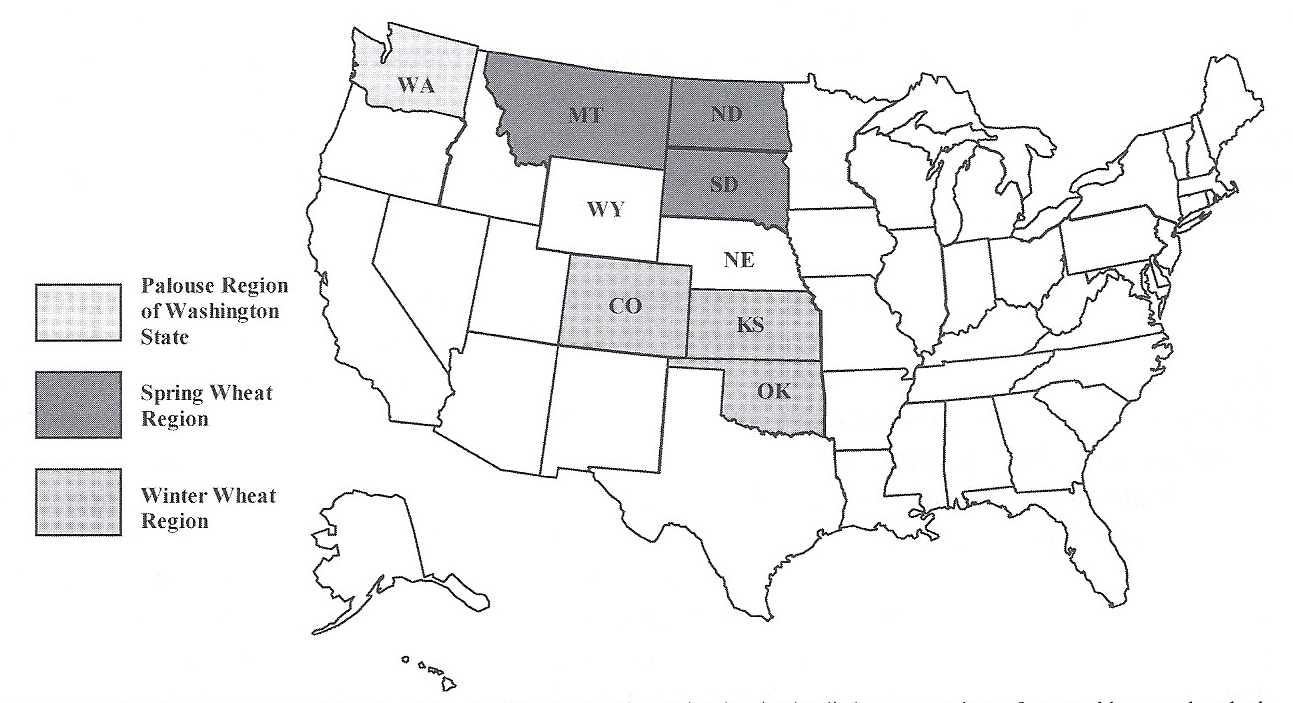 WA
MT
ND
SD
WY
NE
CO
KS
OK
Palouse Region
of Washington
State
Spring Wheat
Region
Winter Wheat
Region